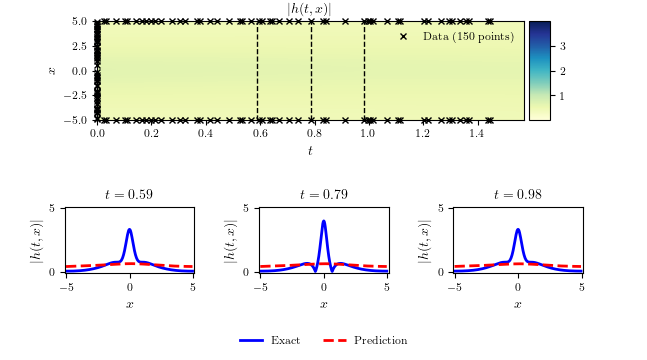 |h(t, x)|
5.0
2.5
0.0
−2.5
−5.0
x
Data (150 points)
3
2
1
0.0 0.2 0.4 0.6 0.8 1.0 1.2 1.4
t
t = 0.59 t = 0.79 t = 0.98
5 5 5
|h(t, x)| |h(t, x)| |h(t, x)|
0 0 0
−5 0 5 −5 0 5 −5 0 5
x x x
Exact Prediction